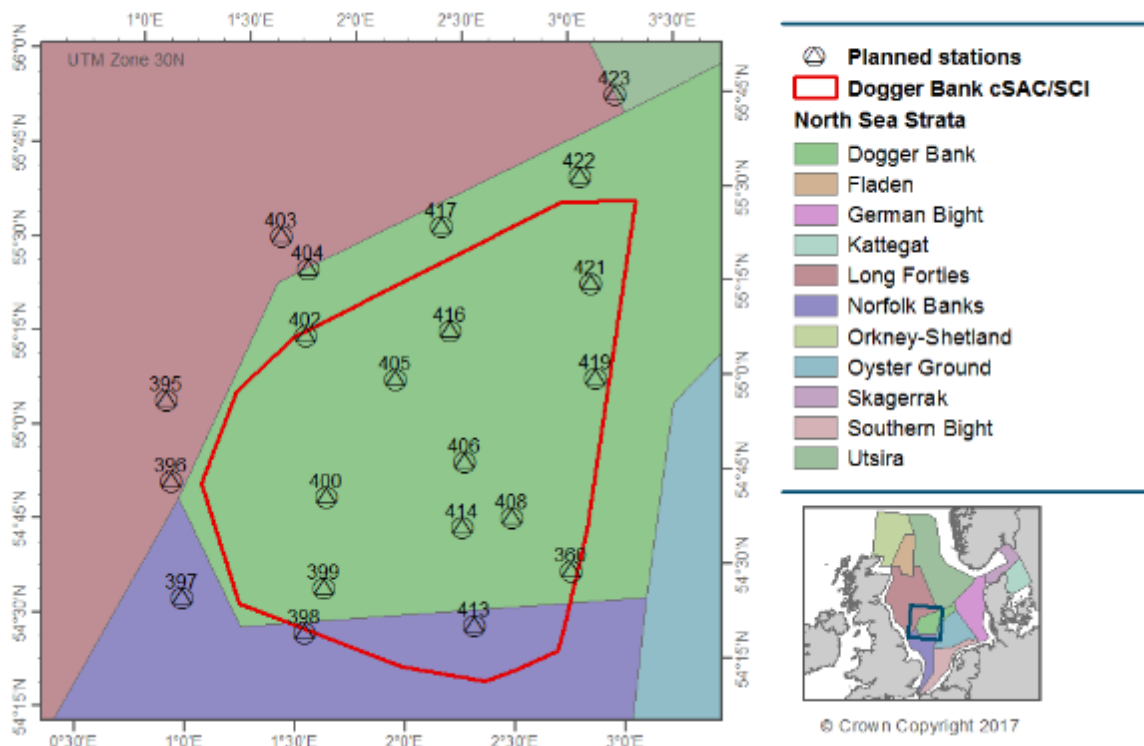 0°0'E 0°30'E 2°0'E 2°30'E 3°0'E 3°30'E
UTM Zone 30N
56°0'N
55°45'N
55°30'N
55°15'N
55°0'N
54°45'N
54°30'N
54°15'N
423
422
417
403
404
421
416
402
405
419
395
406
396
400
408
414
399
397
398
413
55°45'N
55°30'N
55°15'N
55°0'N
54°45'N
54°30'N
54°15'N
0°30'E 1°0'E 1°30'E 2°0'E 2°30'E 3°0'E
Planned stations
Dogger Bank cSAC/SCI
North Sea Strata
Dogger Bank
Fladen
German Bight
Kattegat
Long Forties
Norfolk Banks
Orkney-Shetland
Oyster Ground
Skagerrak
Southern Bight
Utsira
© Crown Copyright 2017